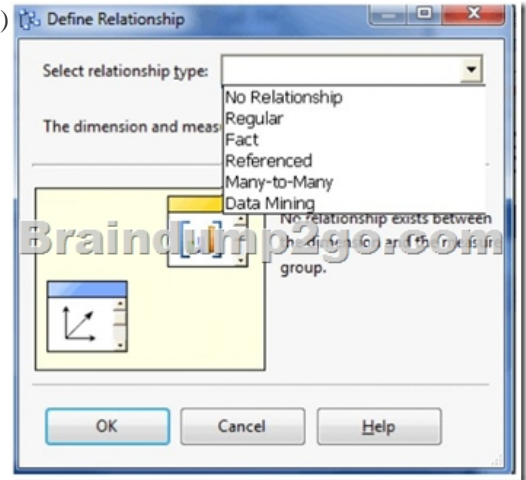 )
Define Relationship
Select relationship type:
No Relationship
Regular
Fact
Referenced
Many-to-Many
Data Mining
The dimension and meas
No relationship exists between
the dimension and the measure
group.
Braindump2go.com
OK
Cancel
Help